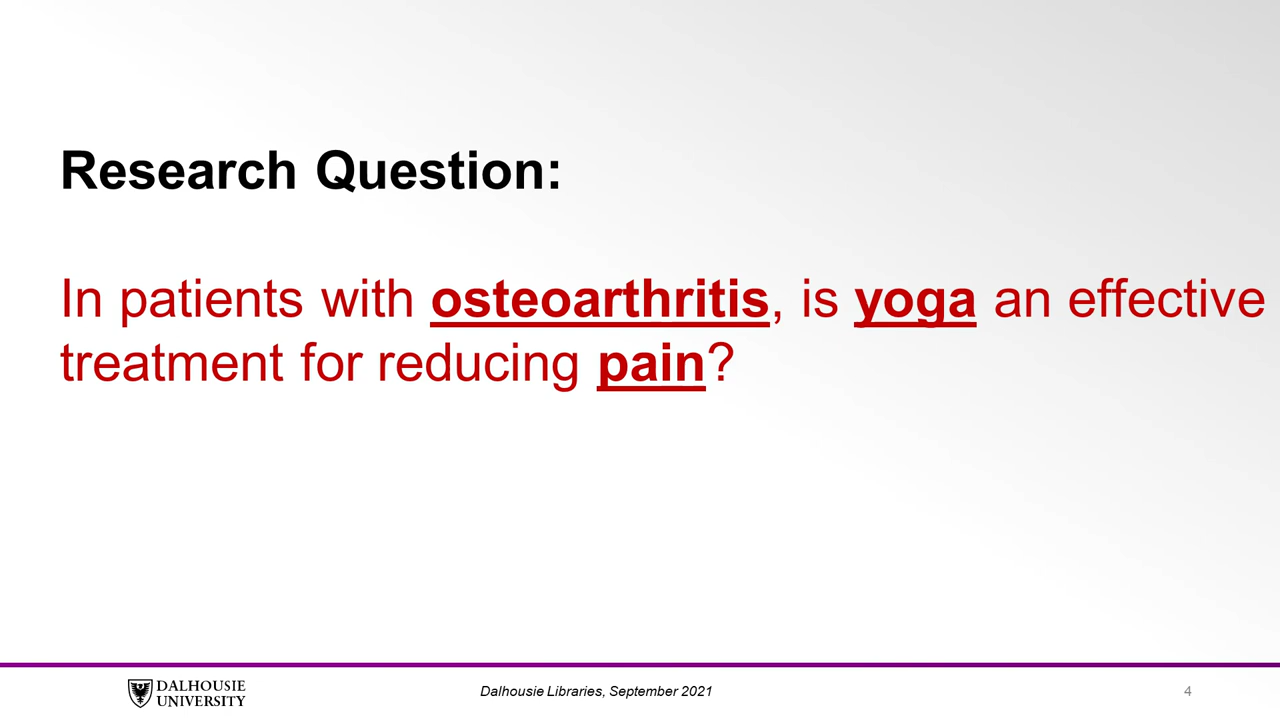 Research Question:
In patients with osteoarthritis, is yoga an effective
treatment for reducing pain?
DALHOUSIE
UNIVERSITY
Dalhousie Libraries, September 2021
4